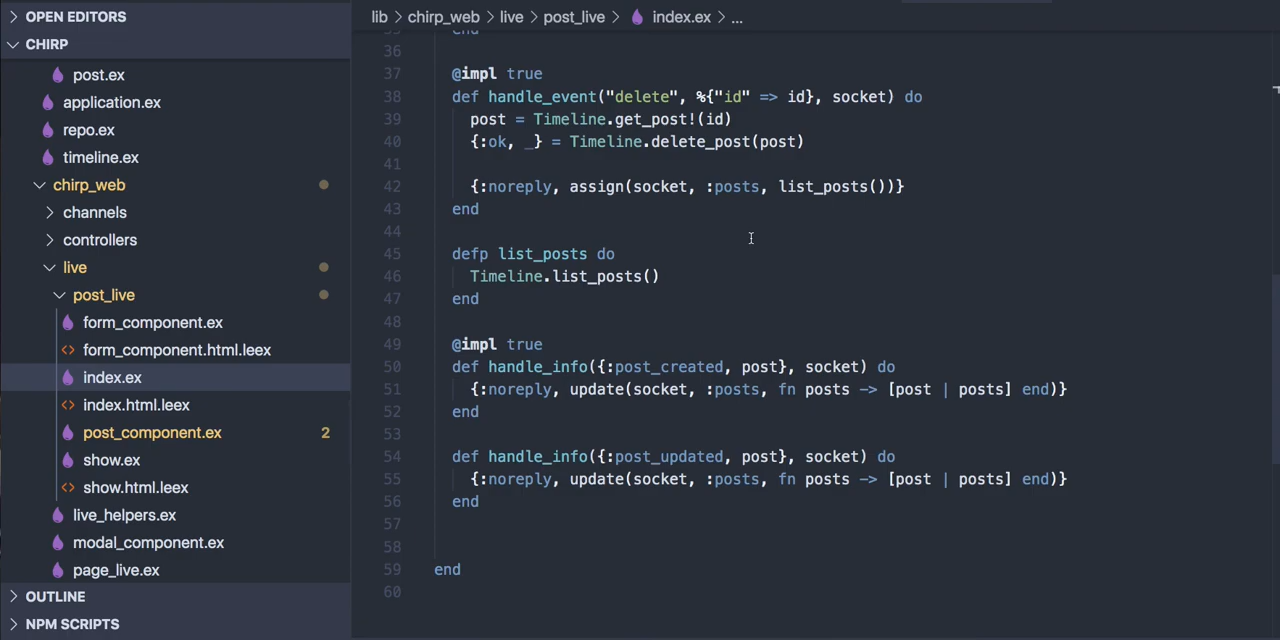 OPEN EDITORS
CHIRP
post.ex
application.ex
repo.ex
timeline.ex
chirp_web
channels
controllers
live
post_live
form_component.ex
form_component.html.leex
index.ex
index.html.leex
post_component.ex 2
show.ex
show.html.leex
live_helpers.ex
modal_component.ex
page_live.ex
OUTLINE
NPM SCRIPTS
lib > chirp_web > live > post_live > index.ex > ...
35 end
36
37 @impl true
38 def handle_event("delete", %{"id" => id}, socket) do
39 post = Timeline.get_post!(id)
40 {:ok, _} = Timeline.delete_post(post)
41
42 {:noreply, assign(socket, :posts, list_posts())}
43 end
44
45 defp list_posts do
46 Timeline.list_posts()
47 end
48
49 @impl true
50 def handle_info({:post_created, post}, socket) do
51 {:noreply, update(socket, :posts, fn posts -> [post | posts] end)}
52 end
53
54 def handle_info({:post_updated, post}, socket) do
55 {:noreply, update(socket, :posts, fn posts -> [post | posts] end)}
56 end
57
58
59 end
60